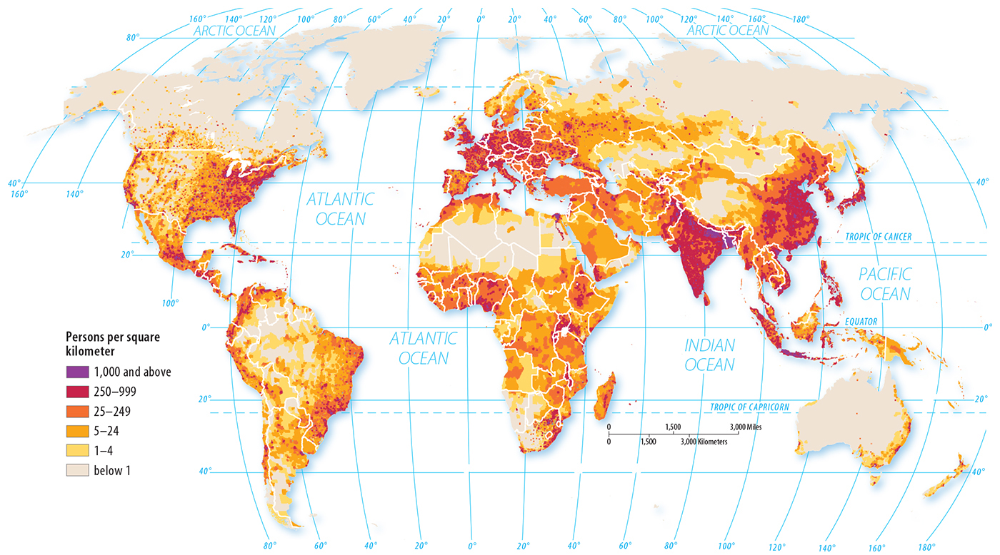 160° 140° 120° 100° 80° 60° 40° 20° 0° 20° 40° 60° 80° 100° 120° 140° 160° 180°
ARCTIC OCEAN
ARCTIC OCEAN
80°
40°
160°
140°
40°
ATLANTIC
OCEAN
TROPIC OF CANCER
20°
20°
PACIFIC
OCEAN
100°
EQUATOR
0°
0°
ATLANTIC
OCEAN
INDIAN
OCEAN
Persons per square
kilometer
1,000 and above
250–999
25–249
5–24
1–4
below 1
20°
20°
TROPIC OF CAPRICORN
0 1,500 3,000 Miles
0 1,500 3,000 Kilometers
40°
40°
80° 60° 40° 20° 0° 20° 40° 60° 80° 100° 120° 140° 160° 180°